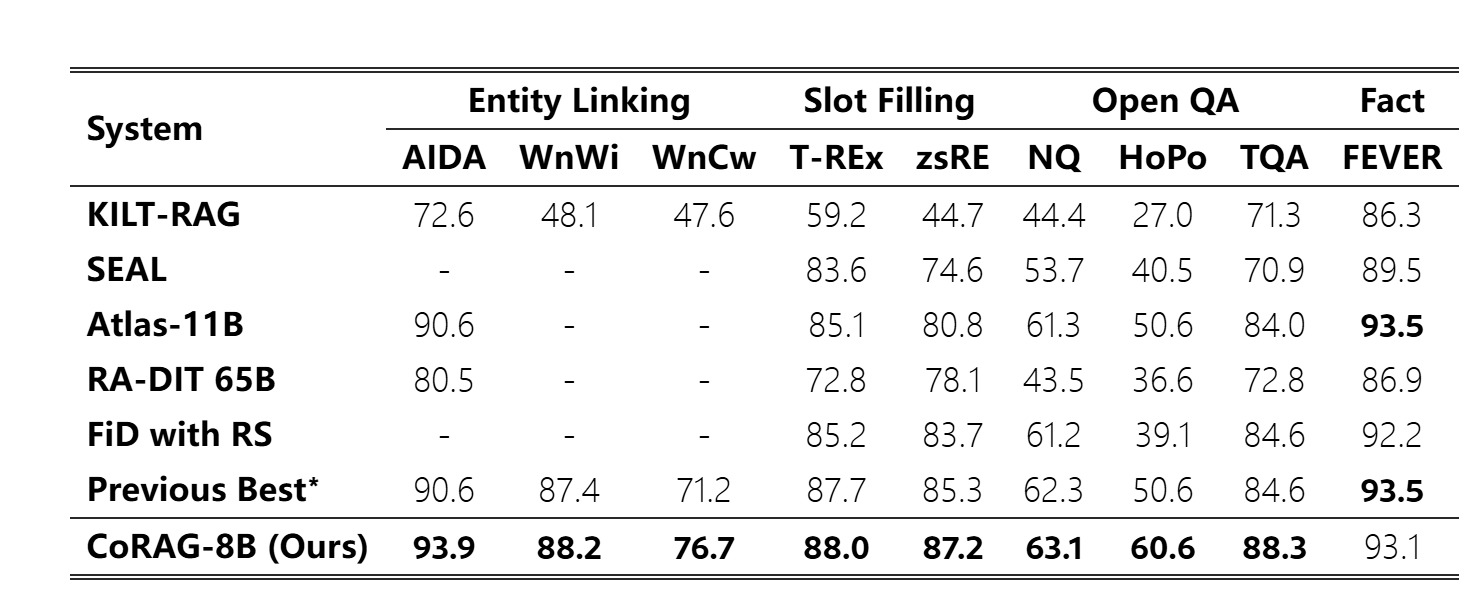 System Entity Linking Slot Filling Open QA Fact
AIDA WnWi WnCw T-REx zsRE NQ HoPo TQA FEVER
KILT-RAG 72.6 48.1 47.6 59.2 44.7 44.4 27.0 71.3 86.3
SEAL - - - 83.6 74.6 53.7 40.5 70.9 89.5
Atlas-11B 90.6 - - 85.1 80.8 61.3 50.6 84.0 93.5
RA-DIT 65B 80.5 - - 72.8 78.1 43.5 36.6 72.8 86.9
FiD with RS - - - 85.2 83.7 61.2 39.1 84.6 92.2
Previous Best* 90.6 87.4 71.2 87.7 85.3 62.3 50.6 84.6 93.5
CoRAG-8B (Ours) 93.9 88.2 76.7 88.0 87.2 63.1 60.6 88.3 93.1